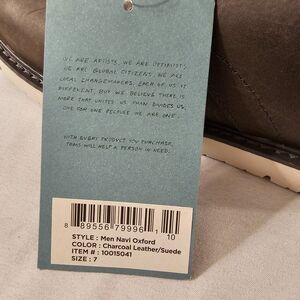 WE ARE ARTISTS. WE ARE OPTIMISTS.
WE ARE GLOBAL CITIZENS. WE ARE
LOCAL CHANGEMAKERS. EACH OF US IS
DIFFERENT, BUT WE BELIEVE THERE IS
MORE THAT UNITES US THAN DIVIDES US.
FOR ONE PEOPLE WE ARE ONE.
WITH EVERY PRODUCT YOU PURCHASE,
TOMS WILL HELP A PERSON IN NEED.
8 89556 79996 1
10
STYLE : Men Navi Oxford
COLOR : Charcoal Leather/Suede
ITEM # : 10015041
SIZE : 7